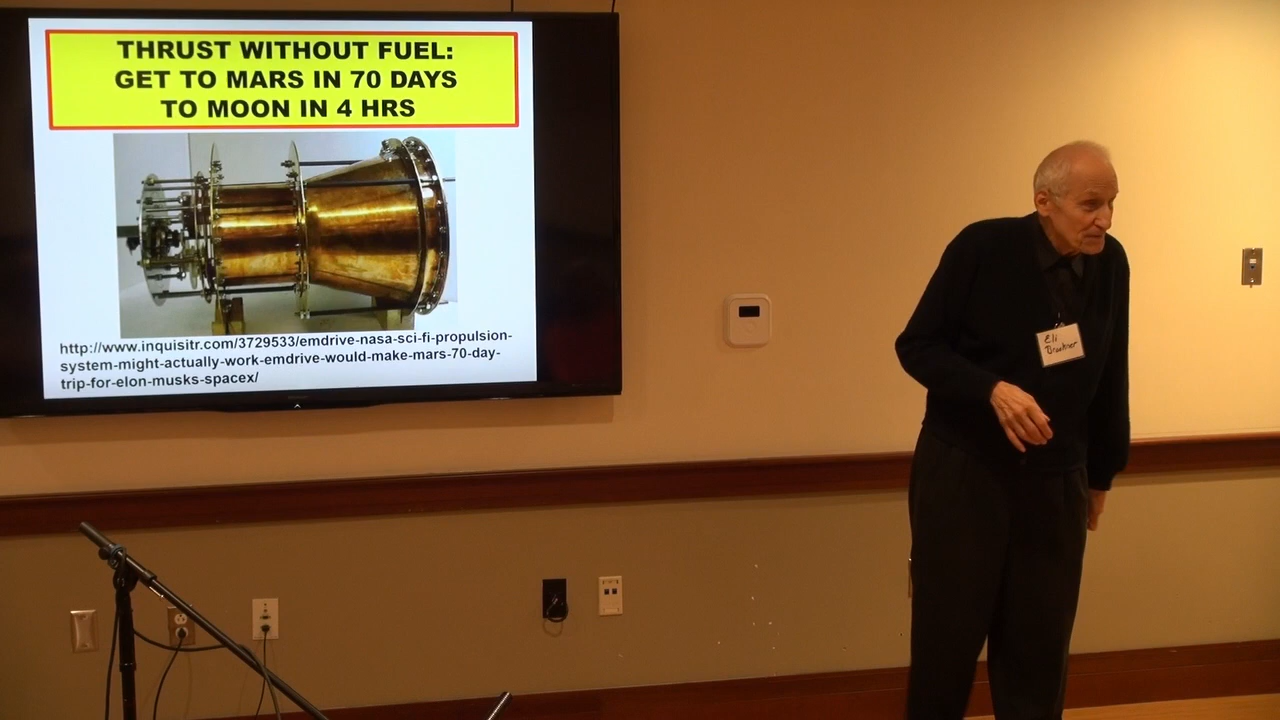 THRUST WITHOUT FUEL:
GET TO MARS IN 70 DAYS
TO MOON IN 4 HRS
http://www.inquisitr.com/3729533/emdrive-nasa-sci-fi-propulsion-
system-might-actually-work-emdrive-would-make-mars-70-day-
trip-for-elon-musks-spacex/
Eli
Brookner